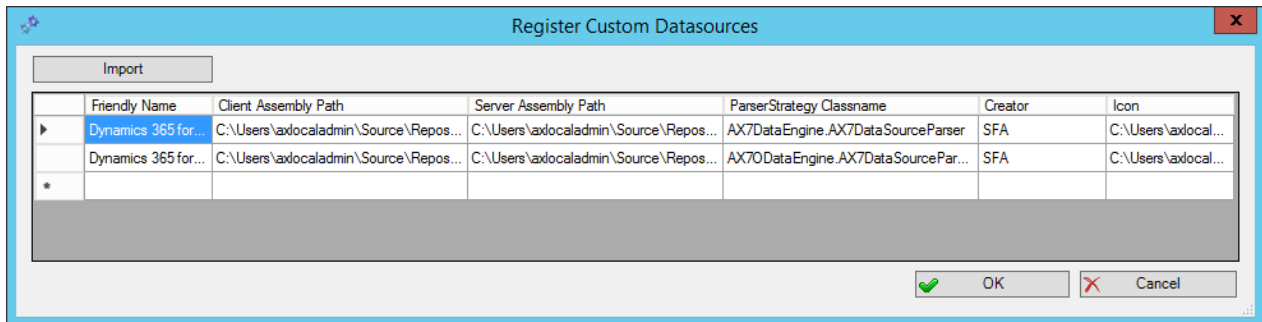 Register Custom Datasources
x
Import
Friendly Name Client Assembly Path Server Assembly Path ParserStrategy Classname Creator Icon
Dynamics 365 for... C:\Users\axlocaladmin\Source\Repos... C:\Users\axlocaladmin\Source\Repos... AX7DataEngine.AX7DataSourceParser SFA C:\Users\axlocal...
Dynamics 365 for... C:\Users\axlocaladmin\Source\Repos... C:\Users\axlocaladmin\Source\Repos... AX7ODataEngine.AX7DataSourcePar... SFA C:\Users\axlocal...
*
OK Cancel